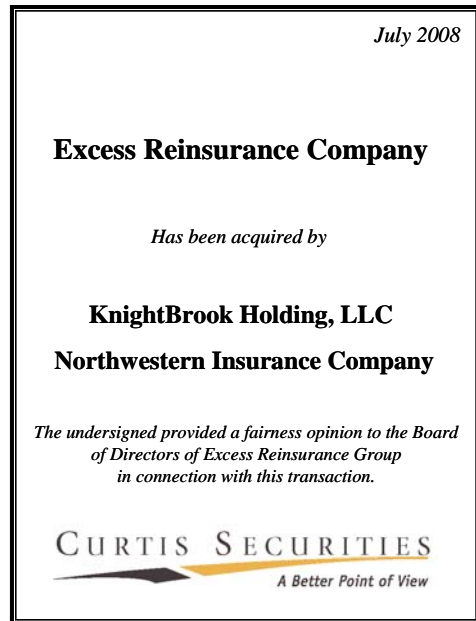 July 2008
Excess Reinsurance Company
Has been acquired by
KnightBrook Holding, LLC
Northwestern Insurance Company
The undersigned provided a fairness opinion to the Board
of Directors of Excess Reinsurance Group
in connection with this transaction.
CURTIS SECURITIES
A Better Point of View